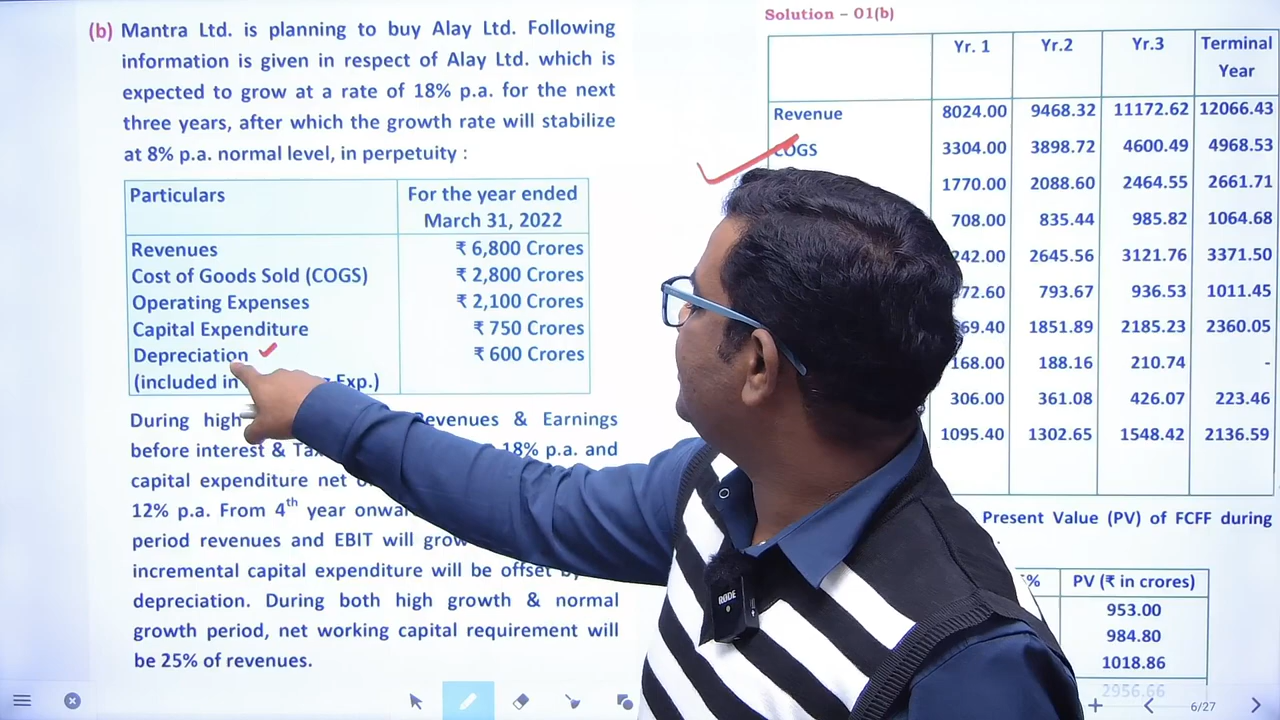 (b) Mantra Ltd. is planning to buy Alay Ltd. Following
information is given in respect of Alay Ltd. which is
expected to grow at a rate of 18% p.a. for the next
three years, after which the growth rate will stabilize
at 8% p.a. normal level, in perpetuity :
Particulars For the year ended
March 31, 2022
Revenues ₹ 6,800 Crores
Cost of Goods Sold (COGS) ₹ 2,800 Crores
Operating Expenses ₹ 2,100 Crores
Capital Expenditure ₹ 750 Crores
Depreciation ₹ 600 Crores
(included in Exp.)
During high Revenues & Earnings
before interest & 18% p.a. and
capital expenditure net
12% p.a. From 4th year
period revenues and EBIT will
incremental capital expenditure will be offset
depreciation. During both high growth & normal
growth period, net working capital requirement will
be 25% of revenues.
Solution – 01(b)
Yr. 1 Yr.2 Yr.3 Terminal
Year
Revenue 8024.00 9468.32 11172.62 12066.43
COGS 3304.00 3898.72 4600.49 4968.53
1770.00 2088.60 2464.55 2661.71
708.00 835.44 985.82 1064.68
242.00 2645.56 3121.76 3371.50
72.60 793.67 936.53 1011.45
69.40 1851.89 2185.23 2360.05
168.00 188.16 210.74 -
306.00 361.08 426.07 223.46
1095.40 1302.65 1548.42 2136.59
Present Value (PV) of FCFF during
% PV (₹ in crores)
953.00
984.80
1018.86
2956.66
RODE
6/27